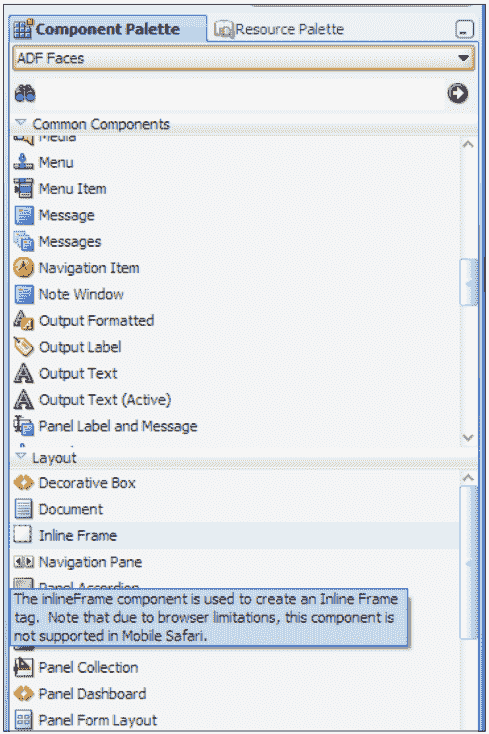 Component Palette
Resource Palette
ADF Faces
Common Components
Media
Menu
Menu Item
Message
Messages
Navigation Item
Note Window
Output Formatted
Output Label
Output Text
Output Text (Active)
Panel Label and Message
Layout
Decorative Box
Document
Inline Frame
Navigation Pane
Panel Accordion
The inlineFrame component is used to create an Inline Frame
tag. Note that due to browser limitations, this component is
not supported in Mobile Safari.
Panel Collection
Panel Dashboard
Panel Form Layout